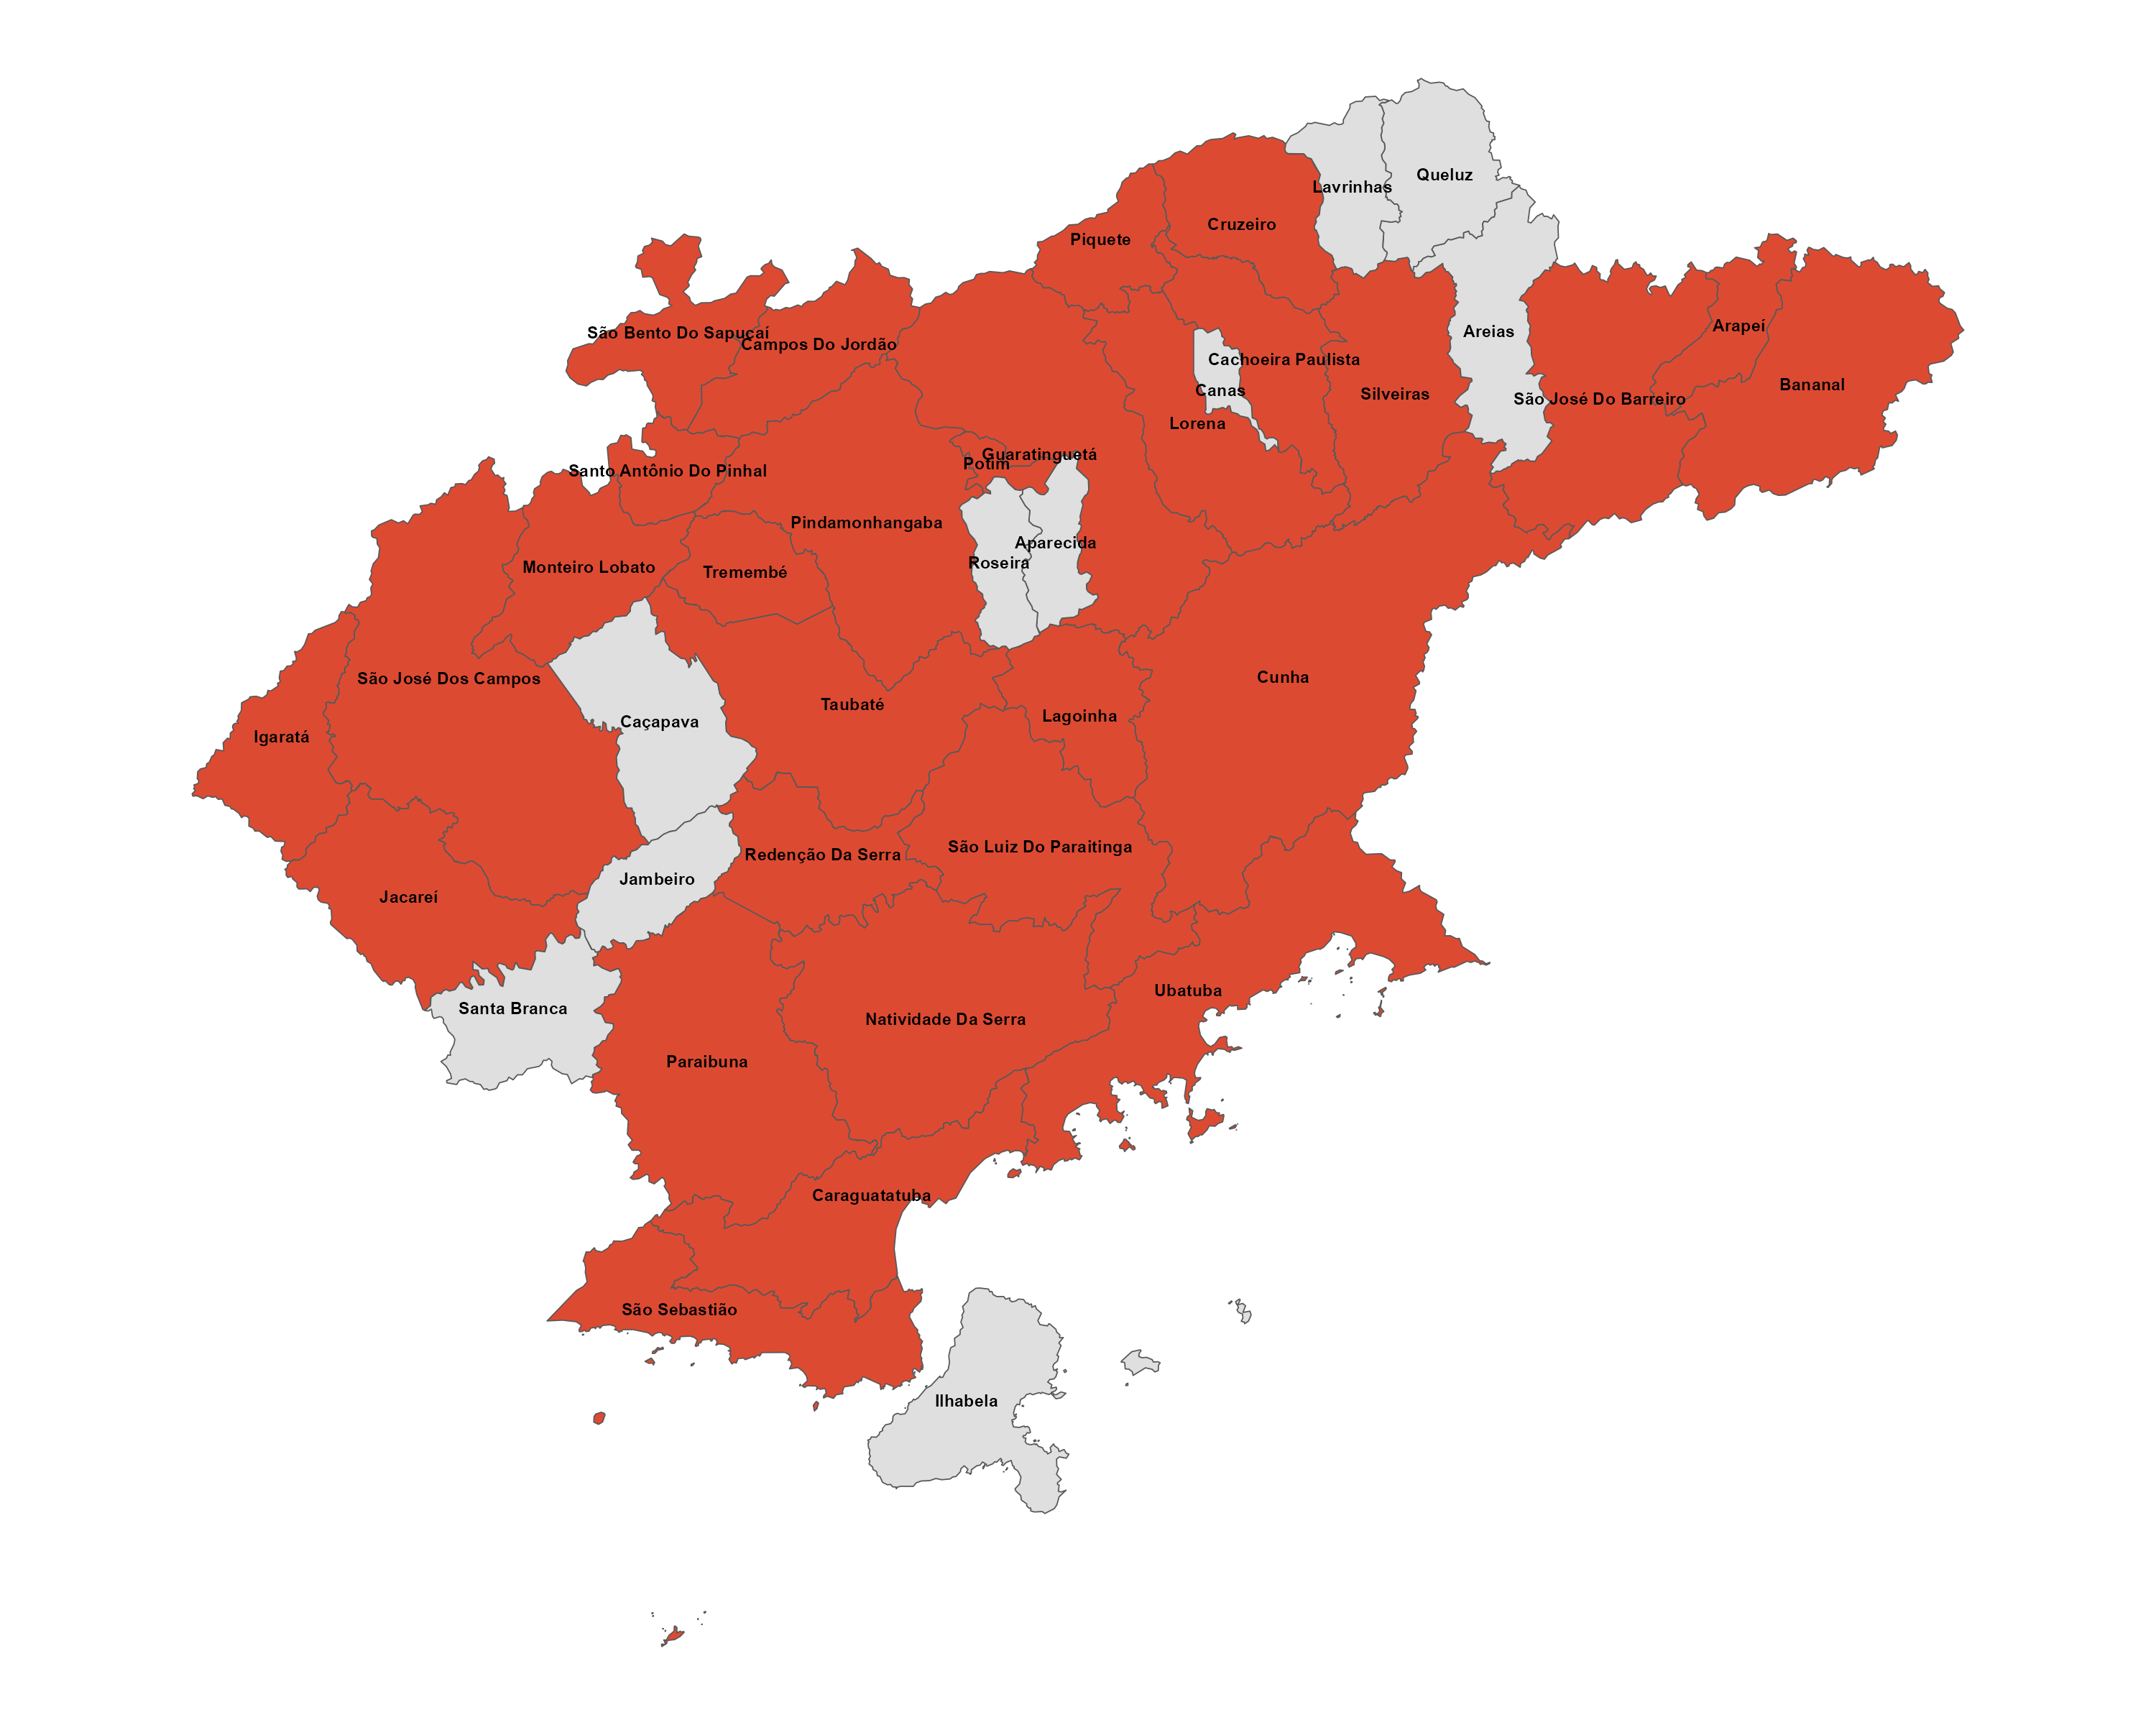 Queluz
Lavrinhas
Cruzeiro
Piquete
Arapeí
Areias
São Bento Do Sapucaí
Campos Do Jordão
Cachoeira Paulista
Bananal
Canas
Silveiras
São José Do Barreiro
Lorena
Guaratinguetá
Potim
Santo Antônio Do Pinhal
Pindamonhangaba
Aparecida
Roseira
Monteiro Lobato
Tremembé
São José Dos Campos
Cunha
Taubaté
Lagoinha
Caçapava
Igaratá
São Luiz Do Paraitinga
Redenção Da Serra
Jambeiro
Jacareí
Ubatuba
Santa Branca
Natividade Da Serra
Paraibuna
Caraguatatuba
São Sebastião
Ilhabela